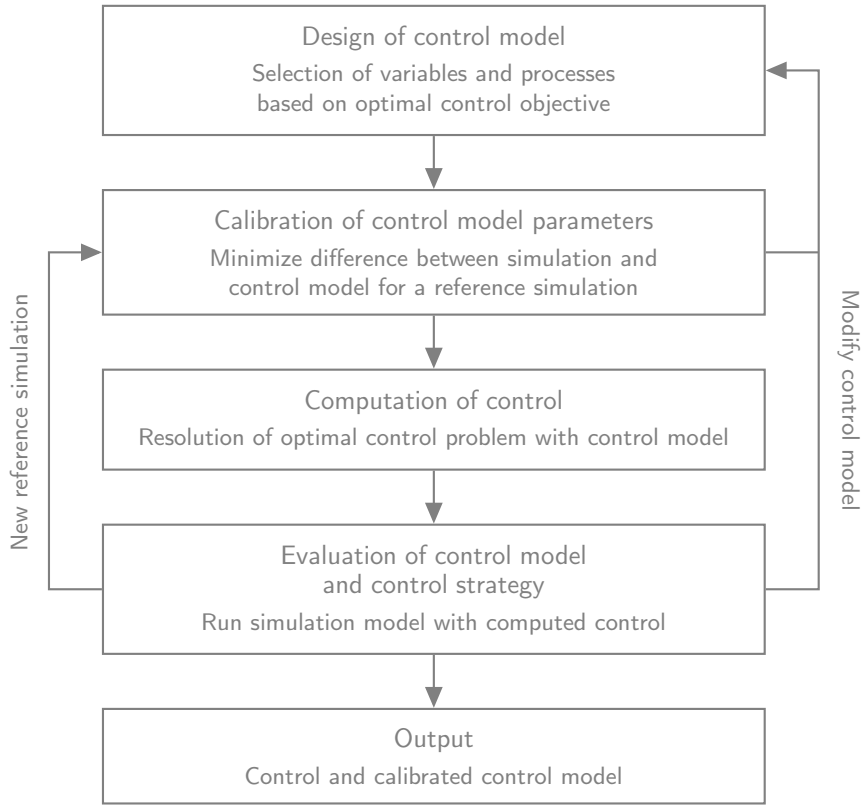 Design of control model
Selection of variables and processes
based on optimal control objective
Calibration of control model parameters
Minimize difference between simulation and
control model for a reference simulation
Computation of control
Resolution of optimal control problem with control model
Evaluation of control model
and control strategy
Run simulation model with computed control
Output
Control and calibrated control model
New reference simulation
Modify control model